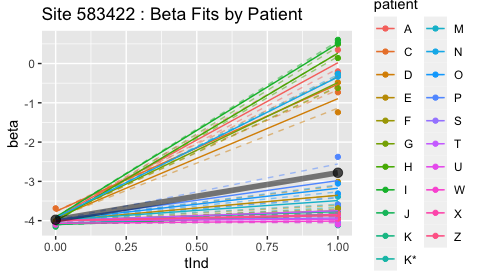 Site 583422 : Beta Fits by Patient
patient
A
C
D
E
F
G
H
I
J
K
K*
M
N
O
P
S
T
U
W
X
Z
beta
0
-1
-2
-3
-4
0.00
0.25
0.50
0.75
1.00
tInd